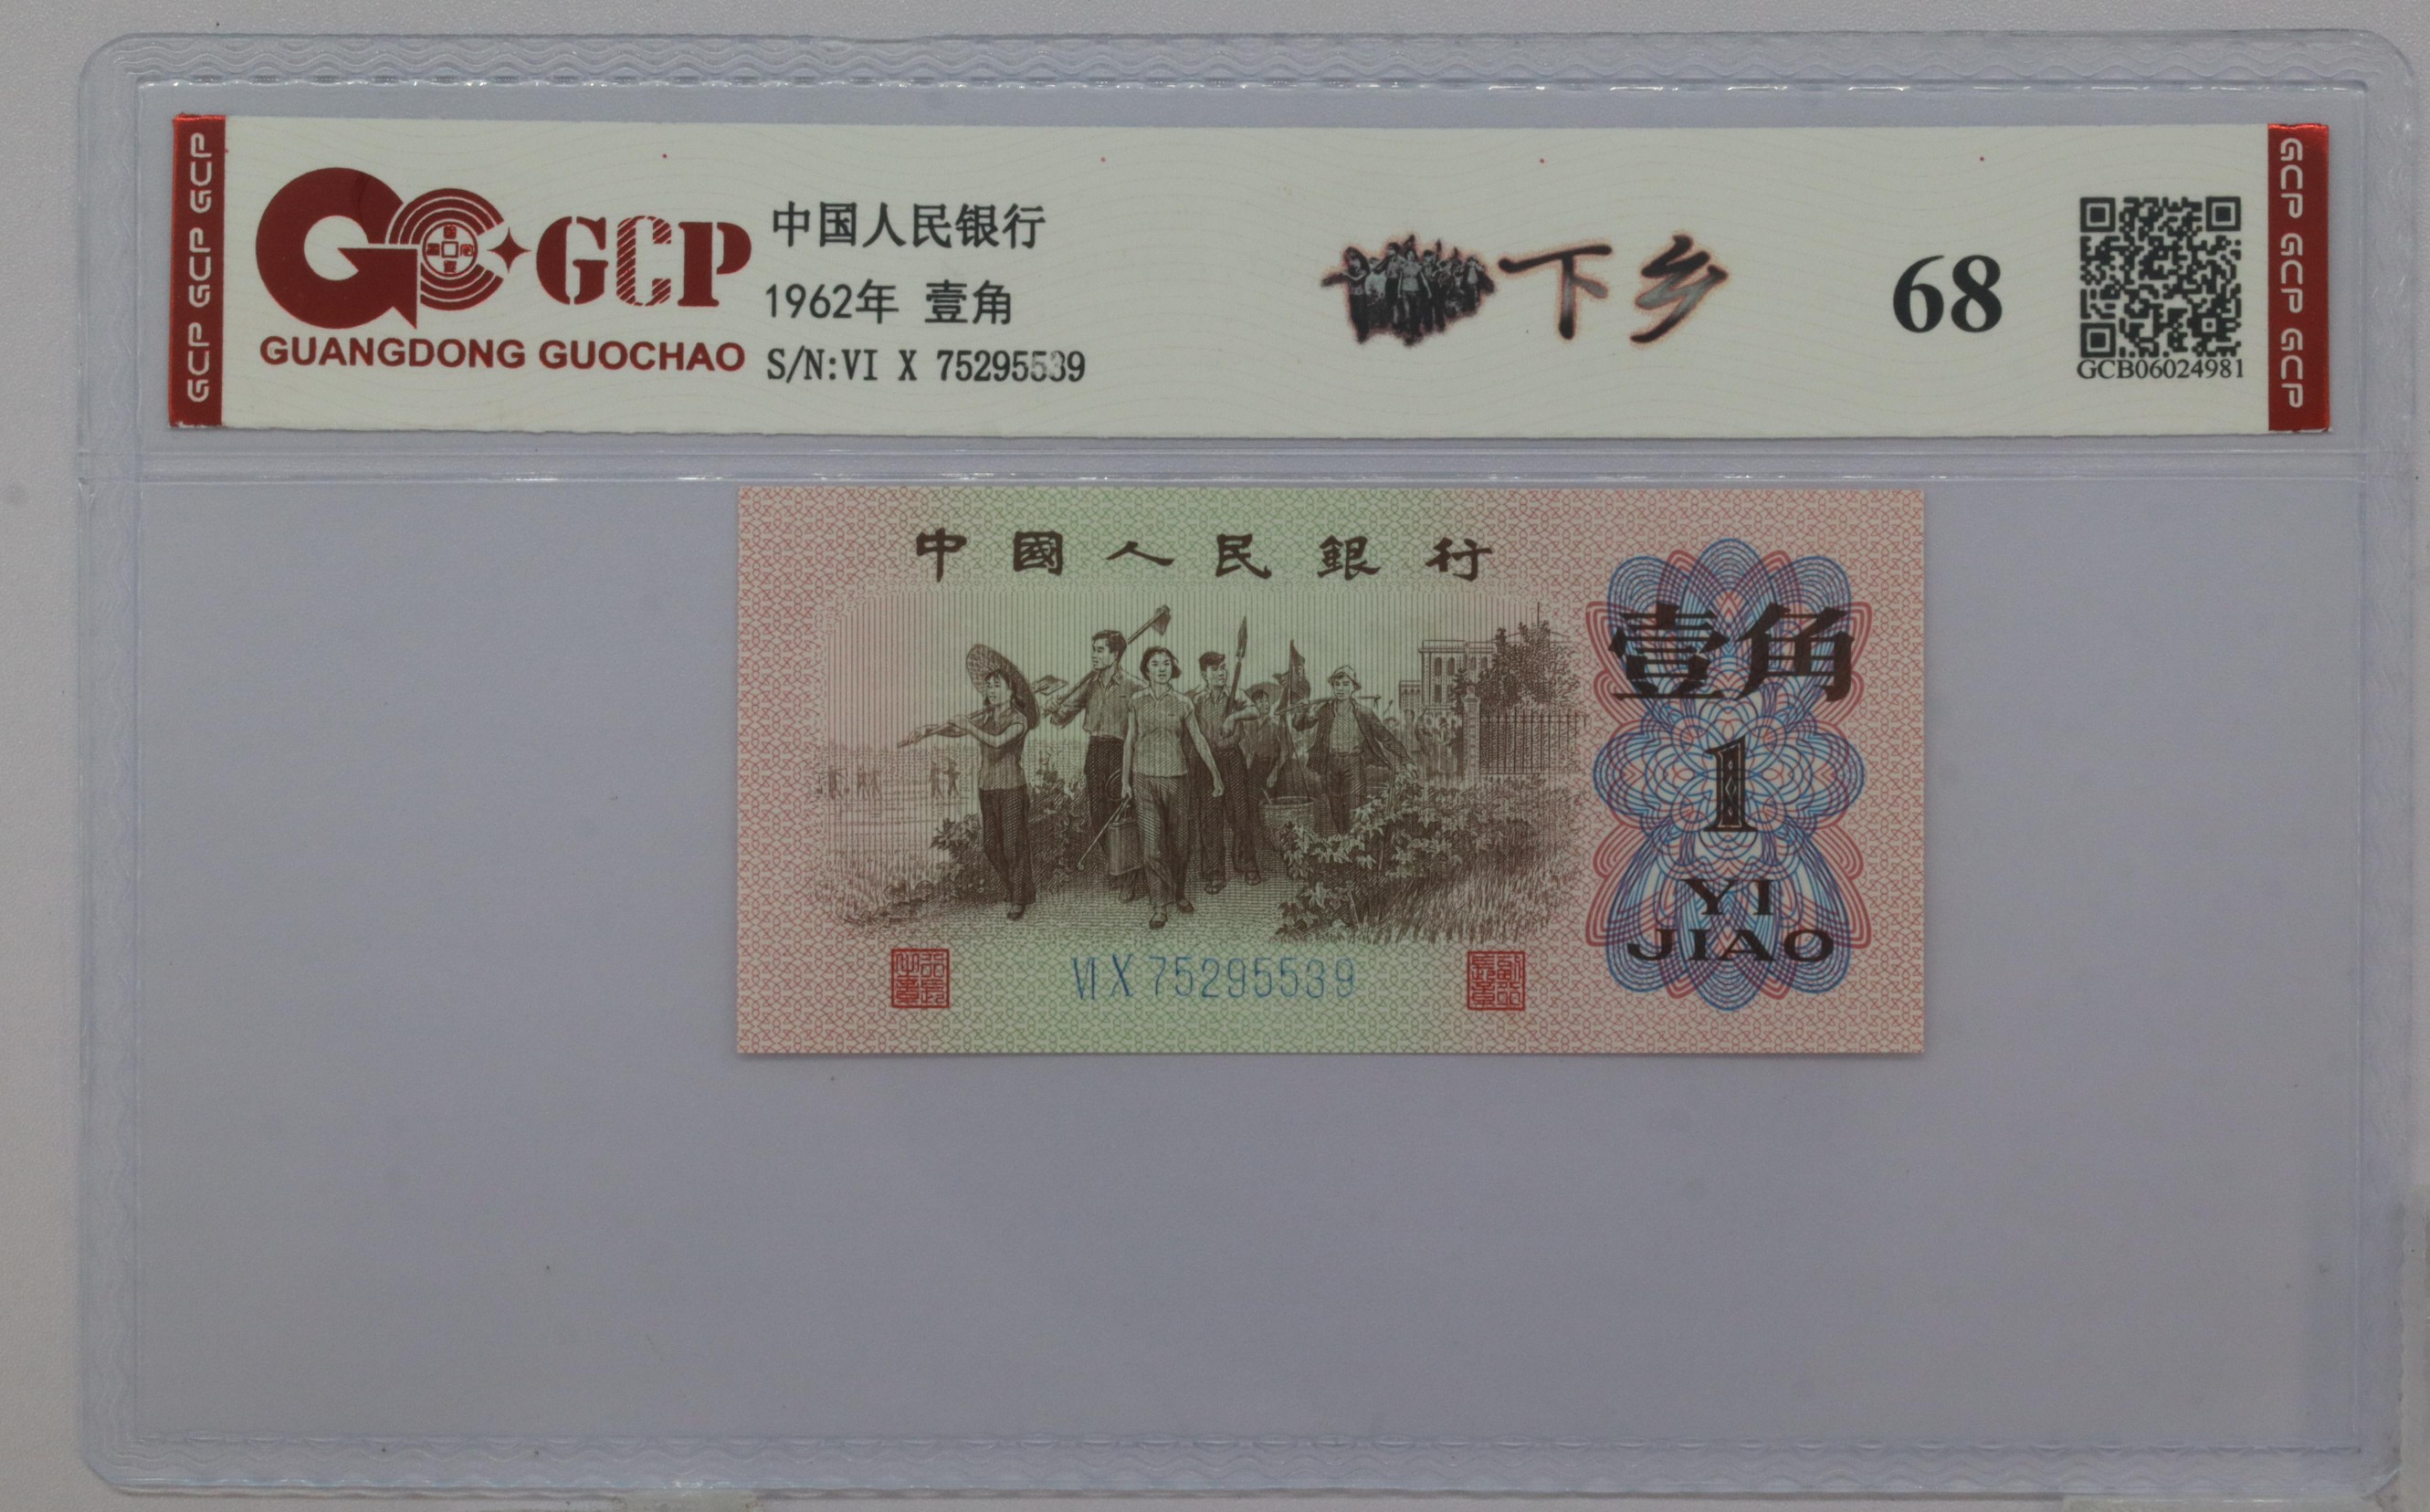 GCP GCP GCP
GCP
GUANGDONG GUOCHAO
中国人民银行
1962年 壹角
S/N:VI X 75295539
下乡
68
GCB06024981
GCP GCP GCP
中國人民銀行
壹角
1
YI
JIAO
VI X 75295539